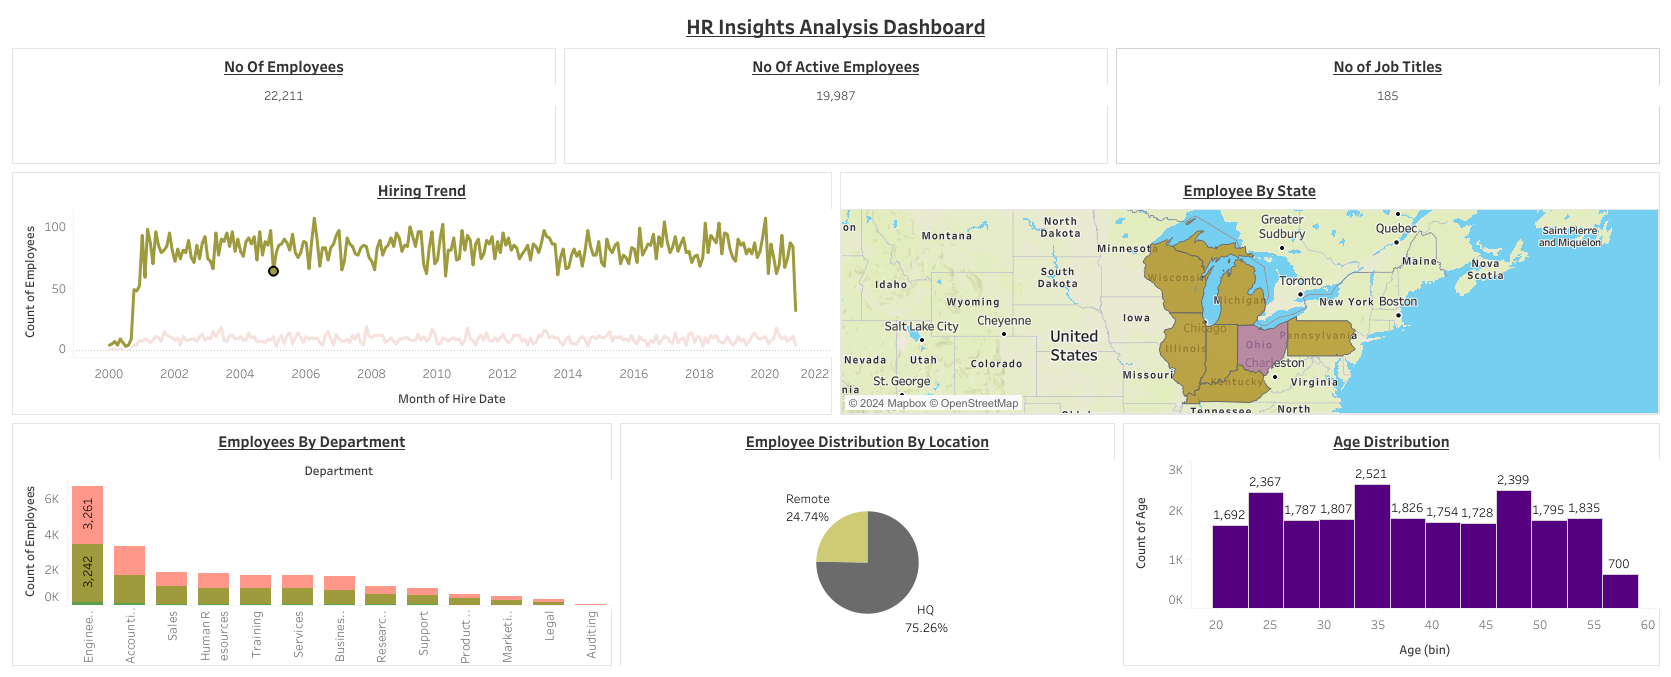 HR Insights Analysis Dashboard
No Of Employees
22,211
No Of Active Employees
19,987
No of Job Titles
185
Hiring Trend
Count of Employees
100
50
0
2000 2002 2004 2006 2008 2010 2012 2014 2016 2018 2020 2022
Month of Hire Date
Employee By State
Montana
North
Dakota
Minnesot
Greater
Sudbury
Quebec
Saint Pierre
and Miquelon
Maine
Nova
Scotia
Idaho
South
Dakota
Wisconsin
Michigan
Toronto
Wyoming
New York
Boston
Salt Lake City
Cheyenne
Iowa
Chicago
United
States
Nevada
Utah
Colorado
Illinois
Ohio
Pennsylvania
St. George
Missouri
Charleston
Kentucky
Virginia
© 2024 Mapbox © OpenStreetMap
Tennessee
North
Employees By Department
Department
Count of Employees
6K
4K
2K
0K
3,261
3,242
Enginee..
Accounti..
Sales
Human R
esources
Training
Services
Busines..
Researc..
Support
Product ..
Marketi..
Legal
Auditing
Employee Distribution By Location
Remote
24.74%
HQ
75.26%
Age Distribution
Count of Age
3K
2K
1K
0K
1,692 2,367 1,787 1,807 2,521 1,826 1,754 1,728 2,399 1,795 1,835 700
20 25 30 35 40 45 50 55 60
Age (bin)